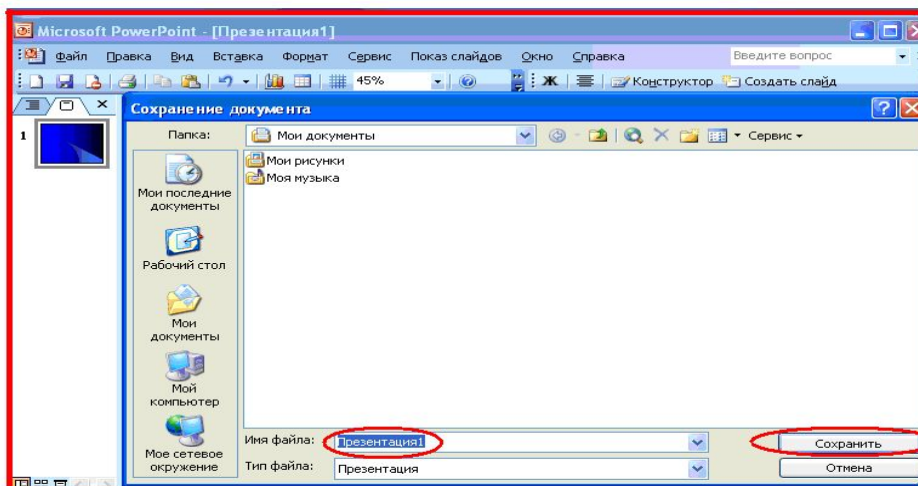 Microsoft PowerPoint - [Презентация1]
Файл Правка Вид Вставка Формат Сервис Показ слайдов Окно Справка Введите вопрос
45% Ж Конструктор Создать слайд
Сохранение документа
1
Папка: Мои документы Сервис
Мои рисунки
Моя музыка
Мои последние
документы
Рабочий стол
Мои
документы
Мой
компьютер
Мое сетевое
окружение
Имя файла: Презентация1 Сохранить
Тип файла: Презентация Отмена